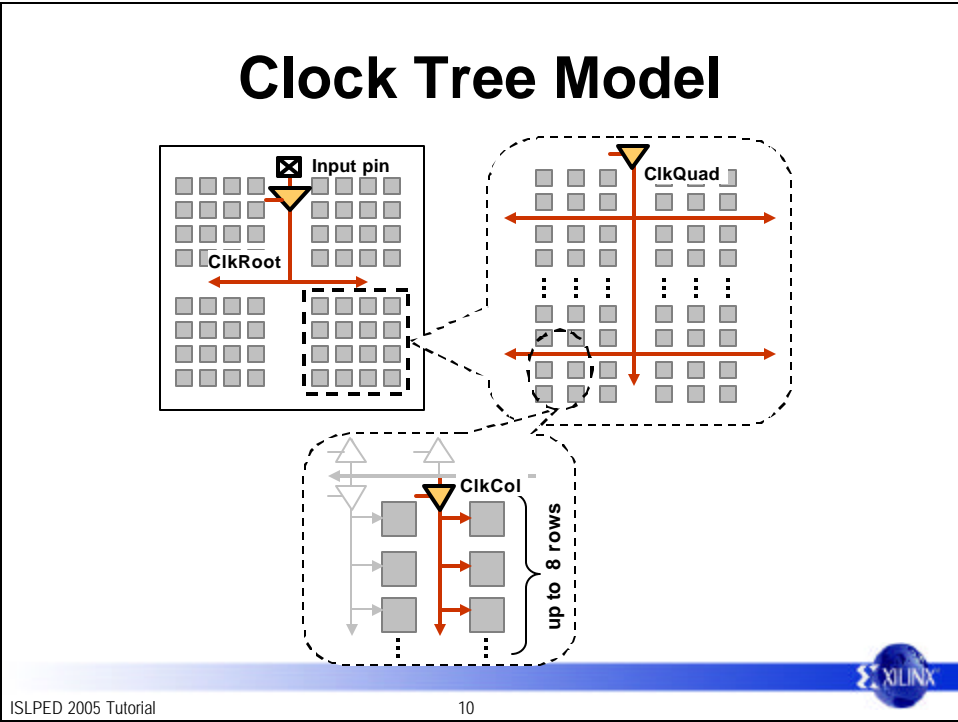 Clock Tree Model
Input pin
ClkRoot
ClkQuad
ClkCol
up to 8 rows
XILINX
ISLPED 2005 Tutorial
10